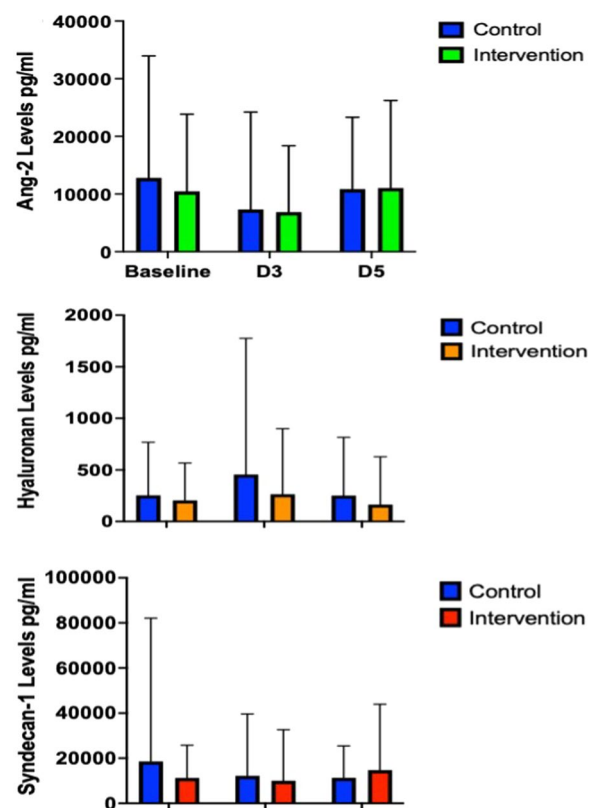 Ang-2 Levels pg/ml
40000
30000
20000
10000
0
Baseline D3 D5
Control
Intervention
Hyaluronan Levels pg/ml
2000
1500
1000
500
0
Control
Intervention
Syndecan-1 Levels pg/ml
100000
80000
60000
40000
20000
0
Control
Intervention